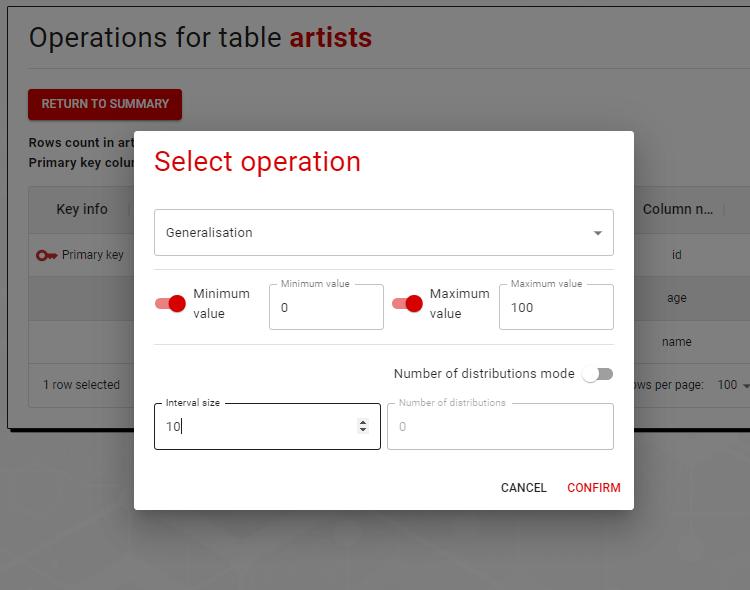 Operations for table artists
RETURN TO SUMMARY
Rows count in art
Primary key colum
Key info
Column n...
Primary key
id
age
name
1 row selected
ows per page:
100
Select operation
Generalisation
Minimum value
Minimum value
0
Maximum value
Maximum value
100
Number of distributions mode
Interval size
10
Number of distributions
0
CANCEL
CONFIRM